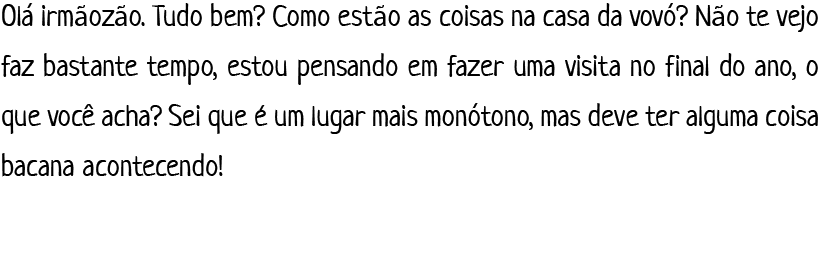 Olá irmãozão. Tudo bem? Como estão as coisas na casa da vovó? Não te vejo
faz bastante tempo, estou pensando em fazer uma visita no final do ano, o
que você acha? Sei que é um lugar mais monótono, mas deve ter alguma coisa
bacana acontecendo!